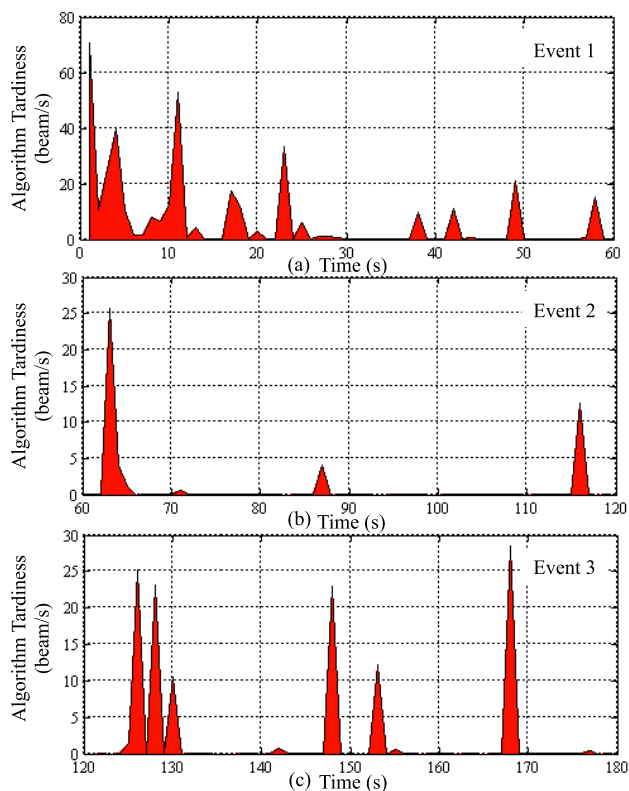 80
60
40
20
0
Algorithm Tardiness
(beam/s)
Event 1
0 10 20 30 40 50 60
(a) Time (s)
30
25
20
15
10
5
0
Algorithm Tardiness
(beam/s)
Event 2
60 70 80 90 100 110 120
(b) Time (s)
30
25
20
15
10
5
0
Algorithm Tardiness
(beam/s)
Event 3
120 130 140 150 160 170 180
(c) Time (s)